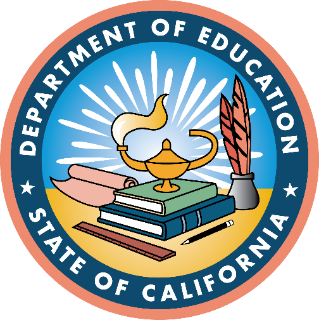 DEPARTMENT OF EDUCATION
STATE OF CALIFORNIA